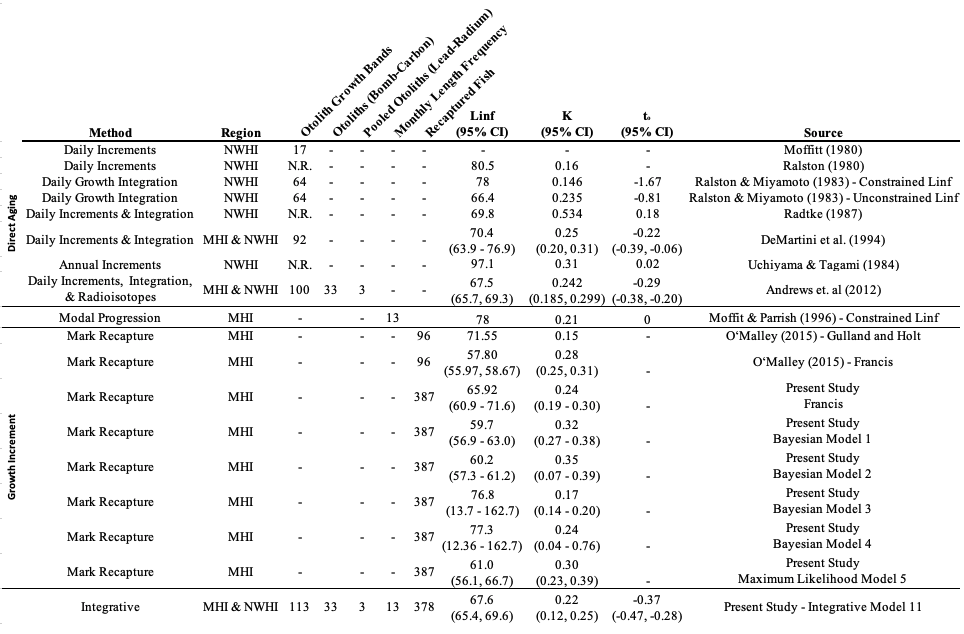 Otolith Growth Bands
Otoliths (Bomb-Carbon)
Pooled Otoliths (Lead-Radium)
Monthly Length Frequency
Recaptured Fish
Linf K tₒ
Method Region (95% CI) (95% CI) (95% CI) Source
Direct Aging
Daily Increments NWHI 17 - - - - - - - Moffitt (1980)
Daily Increments NWHI N.R. - - - - 80.5 0.16 - Ralston (1980)
Daily Growth Integration NWHI 64 - - - - 78 0.146 -1.67 Ralston & Miyamoto (1983) - Constrained Linf
Daily Growth Integration NWHI 64 - - - - 66.4 0.235 -0.81 Ralston & Miyamoto (1983) - Unconstrained Linf
Daily Increments & Integration NWHI N.R. - - - - 69.8 0.534 0.18 Radtke (1987)
70.4 0.25 -0.22
Daily Increments & Integration MHI & NWHI 92 - - - - DeMartini et al. (1994)
(63.9 - 76.9) (0.20, 0.31) (-0.39, -0.06)
Annual Increments NWHI N.R. - - - - 97.1 0.31 0.02 Uchiyama & Tagami (1984)
Daily Increments, Integration, 67.5 0.242 -0.29
MHI & NWHI 100 33 3 - - Andrews et. al (2012)
& Radioisotopes (65.7, 69.3) (0.185, 0.299) (-0.38, -0.20)
Modal Progression MHI - - - 13 78 0.21 0 Moffit & Parrish (1996) - Constrained Linf
Growth Increment
Mark Recapture MHI - - - 96 71.55 0.15 - O‘Malley (2015) - Gulland and Holt
57.80 0.28
Mark Recapture MHI - - - 96 O‘Malley (2015) - Francis
(55.97, 58.67) (0.25, 0.31) -
65.92 0.24 Present Study
Mark Recapture MHI - - - 387
(60.9 - 71.6) (0.19 - 0.30) - Francis
59.7 0.32 Present Study
Mark Recapture MHI - - - 387
(56.9 - 63.0) (0.27 - 0.38) - Bayesian Model 1
60.2 0.35 Present Study
Mark Recapture MHI - - - 387
(57.3 - 61.2) (0.07 - 0.39) - Bayesian Model 2
76.8 0.17 Present Study
Mark Recapture MHI - - - 387
(13.7 - 162.7) (0.14 - 0.20) - Bayesian Model 3
77.3 0.24 Present Study
Mark Recapture MHI - - - 387
(12.36 - 162.7) (0.04 - 0.76) - Bayesian Model 4
61.0 0.30 Present Study
Mark Recapture MHI - - - 387
(56.1, 66.7) (0.23, 0.39) - Maximum Likelihood Model 5
67.6 0.22 -0.37
Integrative MHI & NWHI 113 33 3 13 378 Present Study - Integrative Model 11
(65.4, 69.6) (0.12, 0.25) (-0.47, -0.28)